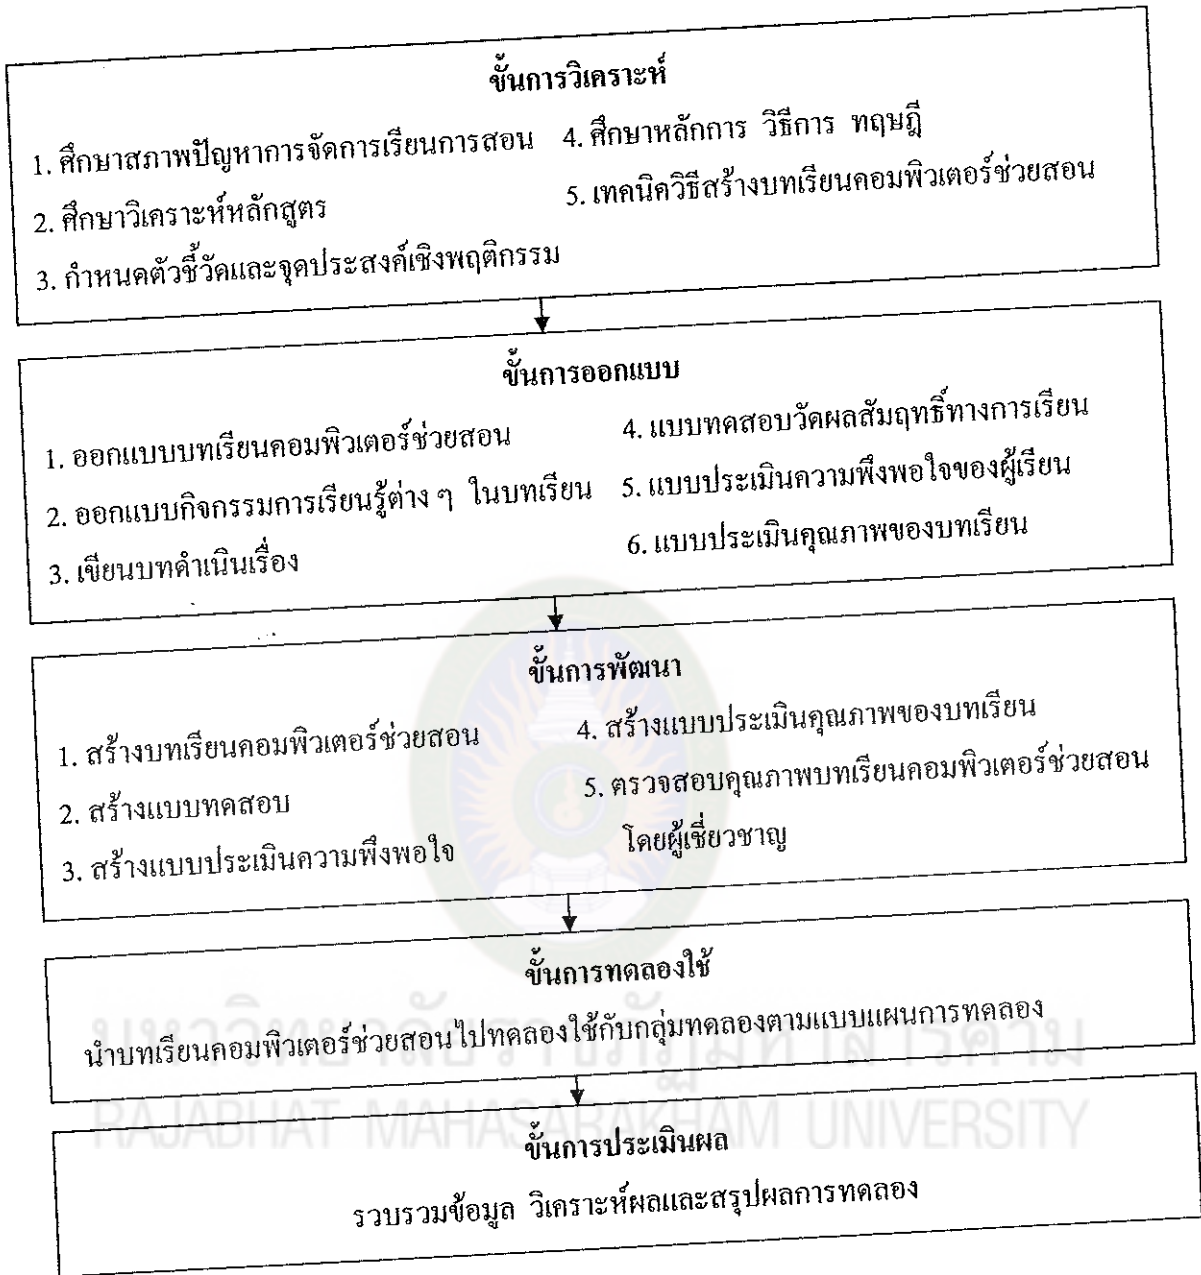 ขั้นการวิเคราะห์
1. ศึกษาสภาพปัญหาการจัดการเรียนการสอน
2. ศึกษาวิเคราะห์หลักสูตร
3. กำหนดตัวชี้วัดและจุดประสงค์เชิงพฤติกรรม
4. ศึกษาหลักการ วิธีการ ทฤษฎี
5. เทคนิควิธีสร้างบทเรียนคอมพิวเตอร์ช่วยสอน
ขั้นการออกแบบ
1. ออกแบบบทเรียนคอมพิวเตอร์ช่วยสอน
2. ออกแบบกิจกรรมการเรียนรู้ต่าง ๆ ในบทเรียน
3. เขียนบทดำเนินเรื่อง
4. แบบทดสอบวัดผลสัมฤทธิ์ทางการเรียน
5. แบบประเมินความพึงพอใจของผู้เรียน
6. แบบประเมินคุณภาพของบทเรียน
ขั้นการพัฒนา
1. สร้างบทเรียนคอมพิวเตอร์ช่วยสอน
2. สร้างแบบทดสอบ
3. สร้างแบบประเมินความพึงพอใจ
4. สร้างแบบประเมินคุณภาพของบทเรียน
5. ตรวจสอบคุณภาพบทเรียนคอมพิวเตอร์ช่วยสอน
โดยผู้เชี่ยวชาญ
ขั้นการทดลองใช้
นำบทเรียนคอมพิวเตอร์ช่วยสอนไปทดลองใช้กับกลุ่มทดลองตามแบบแผนการทดลอง
มหาวิทยาลัยราชภัฏมหาสารคาม
RAJABHAT MAHASARAKHAM UNIVERSITY
ขั้นการประเมินผล
รวบรวมข้อมูล วิเคราะห์ผลและสรุปผลการทดลอง